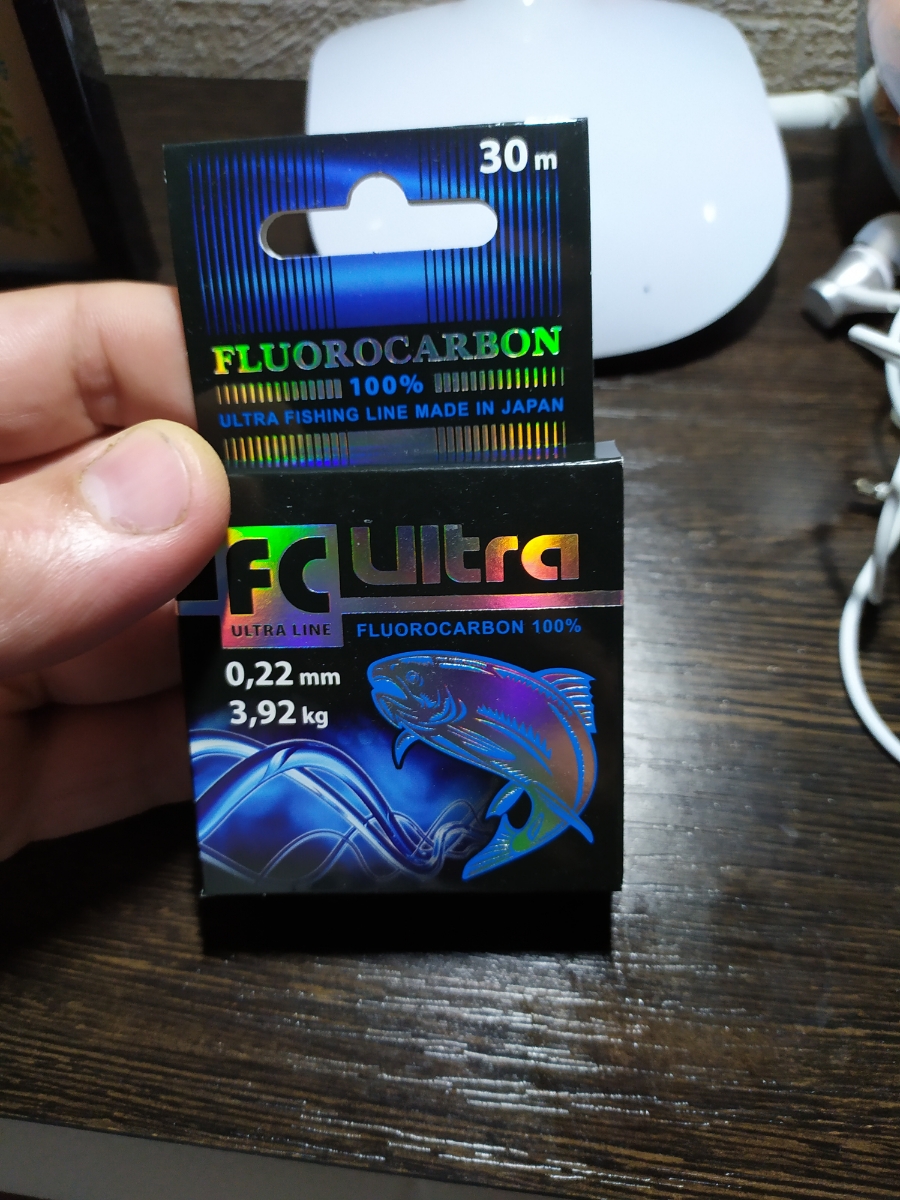 30 m
FLUOROCARBON
100%
ULTRA FISHING LINE MADE IN JAPAN
FC Ultra
ULTRA LINE FLUOROCARBON 100%
0,22 mm
3,92 kg